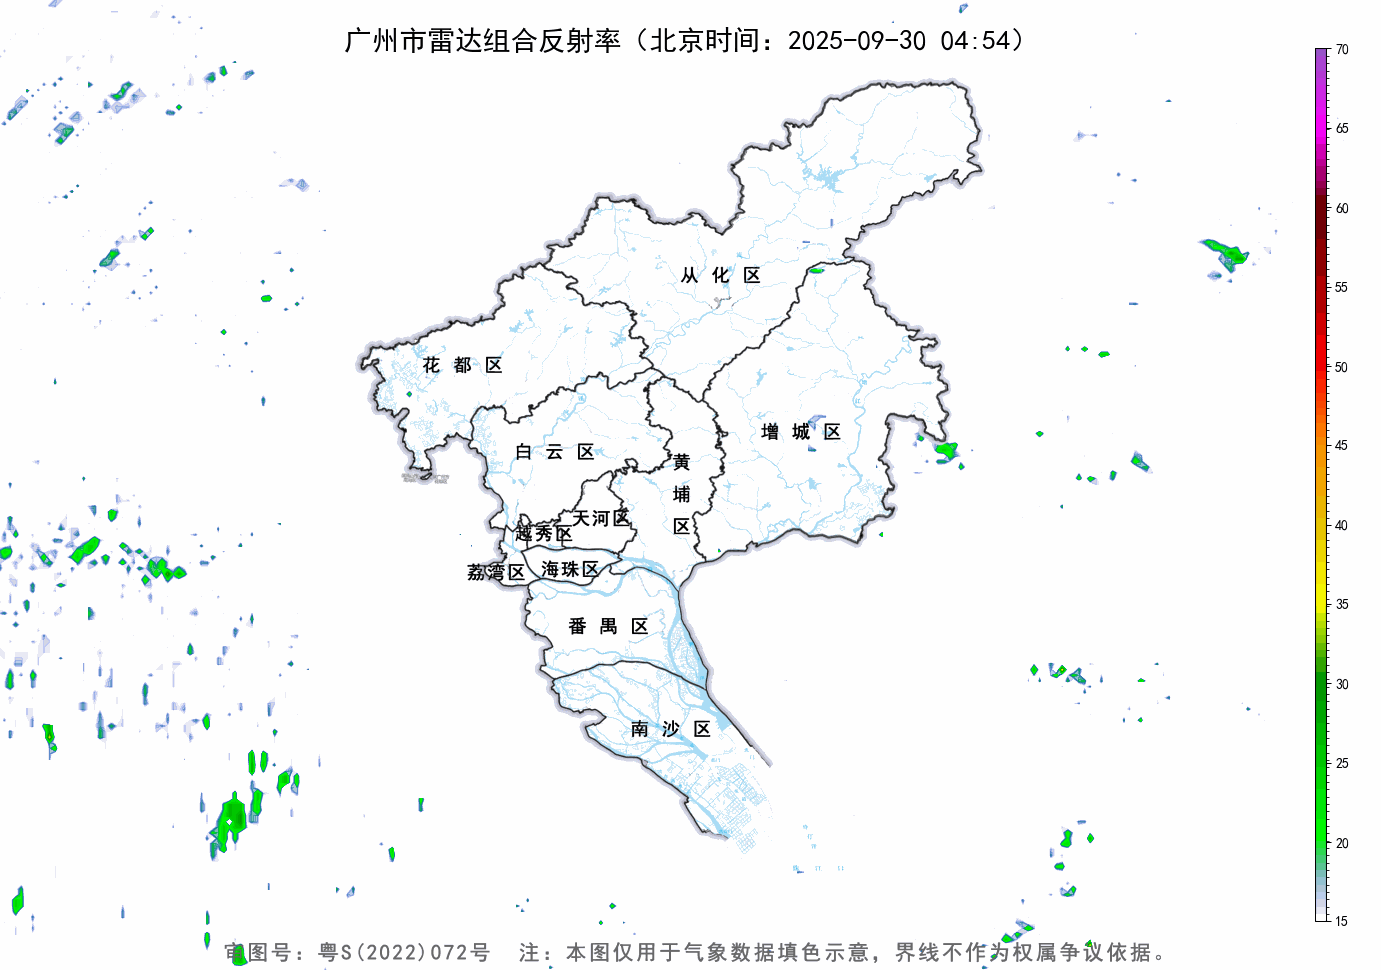 广州市雷达组合反射率（北京时间：2025-09-30 04:54）
70
65
60
55
50
45
40
35
30
25
20
15
从化区
花都区
增城区
白云区
黄埔区
天河区
越秀区
海珠区
荔湾区
番禺区
南沙区
审图号：粤S(2022)072号 注：本图仅用于气象数据填色示意，界线不作为权属争议依据。